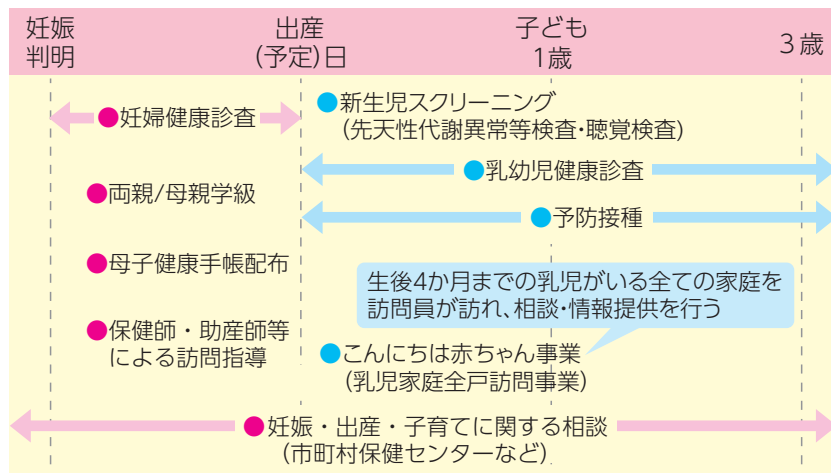 妊娠
判明
出産
(予定)日
子ども
1歳
3歳
●妊婦健康診査
●新生児スクリーニング
(先天性代謝異常等検査・聴覚検査)
●乳幼児健康診査
●両親/母親学級
●予防接種
●母子健康手帳配布
生後4か月までの乳児がいる全ての家庭を
訪問員が訪れ、相談・情報提供を行う
●保健師・助産師等
による訪問指導
●こんにちは赤ちゃん事業
(乳児家庭全戸訪問事業)
●妊娠・出産・子育てに関する相談
(市町村保健センターなど)